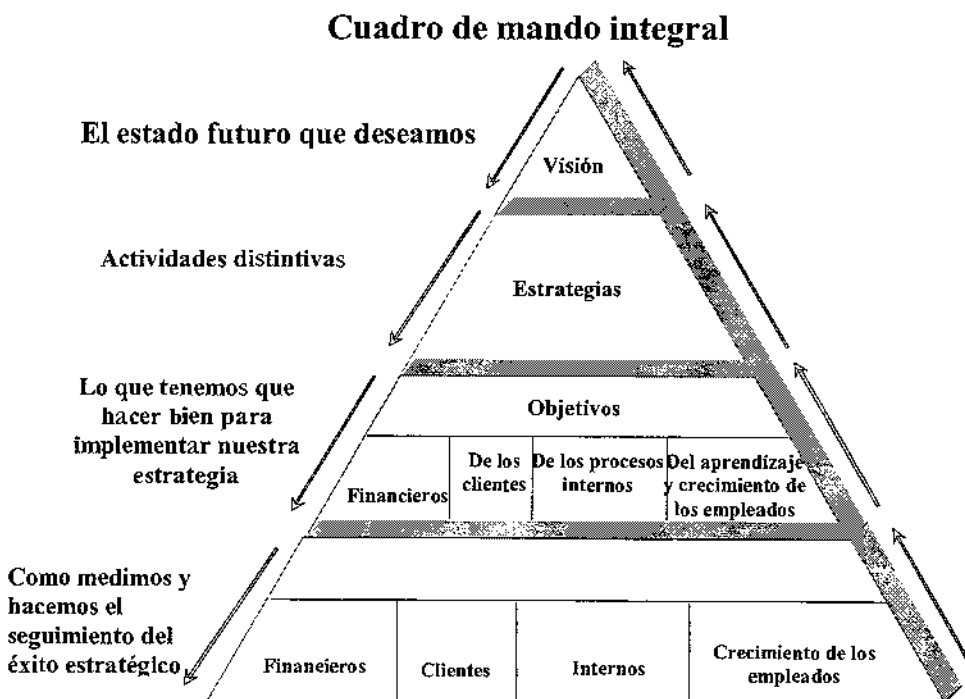 Cuadro de mando integral
El estado futuro que deseamos
Visión
Actividades distintivas
Estrategias
Lo que tenemos que
hacer bien para
implementar nuestra
estrategia
Objetivos
Financieros
De los
clientes
De los procesos
internos
Del aprendizaje
y crecimiento de
los empleados
Como medimos y
hacemos el
seguimiento del
éxito estratégico
Financieros
Clientes
Internos
Crecimiento de los
empleados